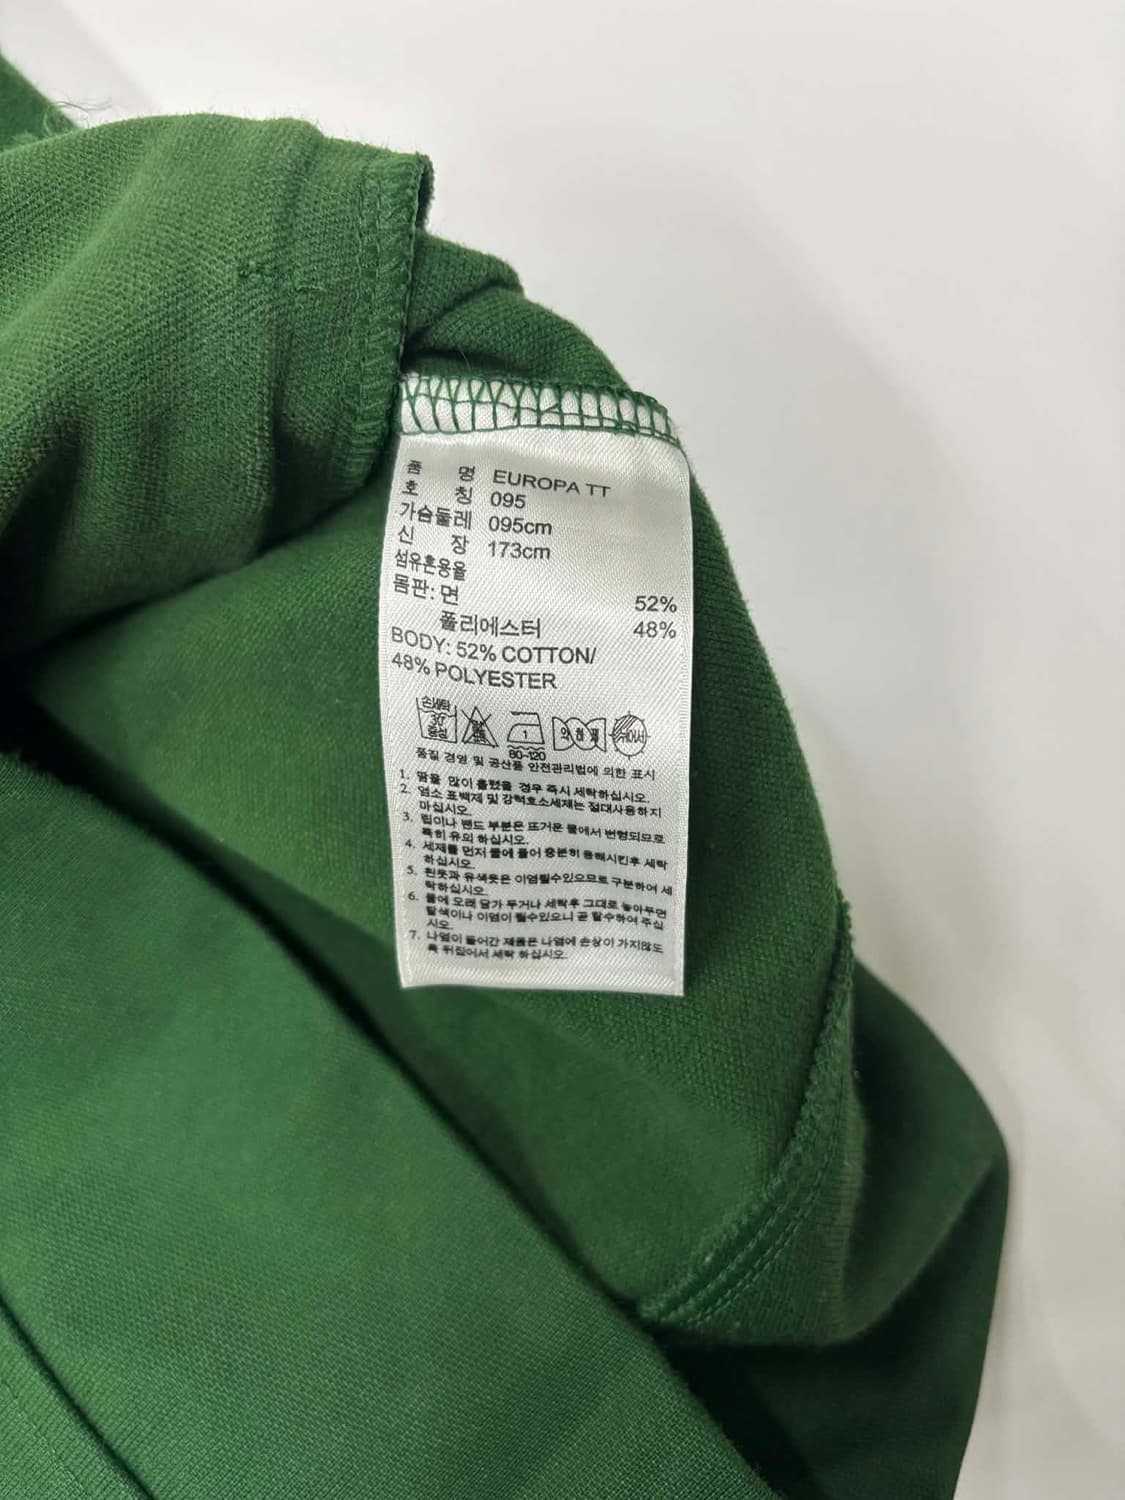 품 명 EUROPA TT
호 칭 095
가슴둘레 095cm
신 장 173cm
섬유혼용율
몸판: 면 52%
폴리에스터 48%
BODY: 52% COTTON/
48% POLYESTER
손세탁
30°
중성
1
80~120
약하게
품질 경영 및 공산품 안전관리법에 의한 표시
1. 땀을 많이 흘렸을 경우 즉시 세탁하십시오.
2. 염소 표백제 및 강력효소세제는 절대사용하지
마십시오.
3. 립이나 밴드 부분은 뜨거운 물에서 변형되므로
특히 유의 하십시오.
4. 세제를 먼저 물에 풀어 충분히 용해시킨후 세탁
하십시오.
5. 흰옷과 유색옷은 이염될수있으므로 구분하여 세
탁하십시오.
6. 물에 오래 담가 두거나 세탁후 그대로 놓아두면
탈색이나 이염이 될수있으니 곧 탈수하여 주십
시오.
7. 나염이 들어간 제품은 나염에 손상이 가지않도
록 뒤집어서 세탁 하십시오.